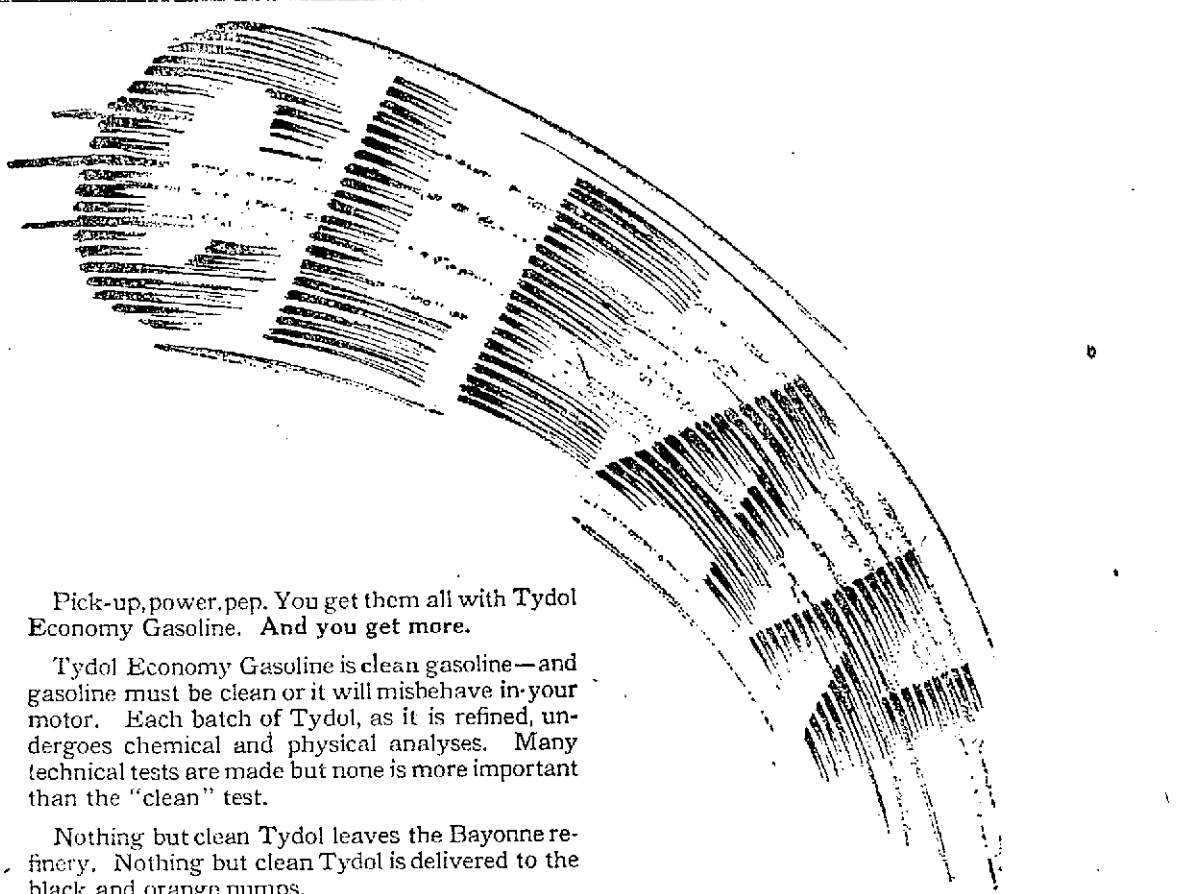 Pick-up, power, pep. You get them all with Tydol
Economy Gasoline. And you get more.
Tydol Economy Gasoline is clean gasoline—and
gasoline must be clean or it will misbehave in your
motor. Each batch of Tydol, as it is refined, un-
dergoes chemical and physical analyses. Many
technical tests are made but none is more important
than the "clean" test.
Nothing but clean Tydol leaves the Bayonne re-
finery. Nothing but clean Tydol is delivered to the
black and orange pumps.